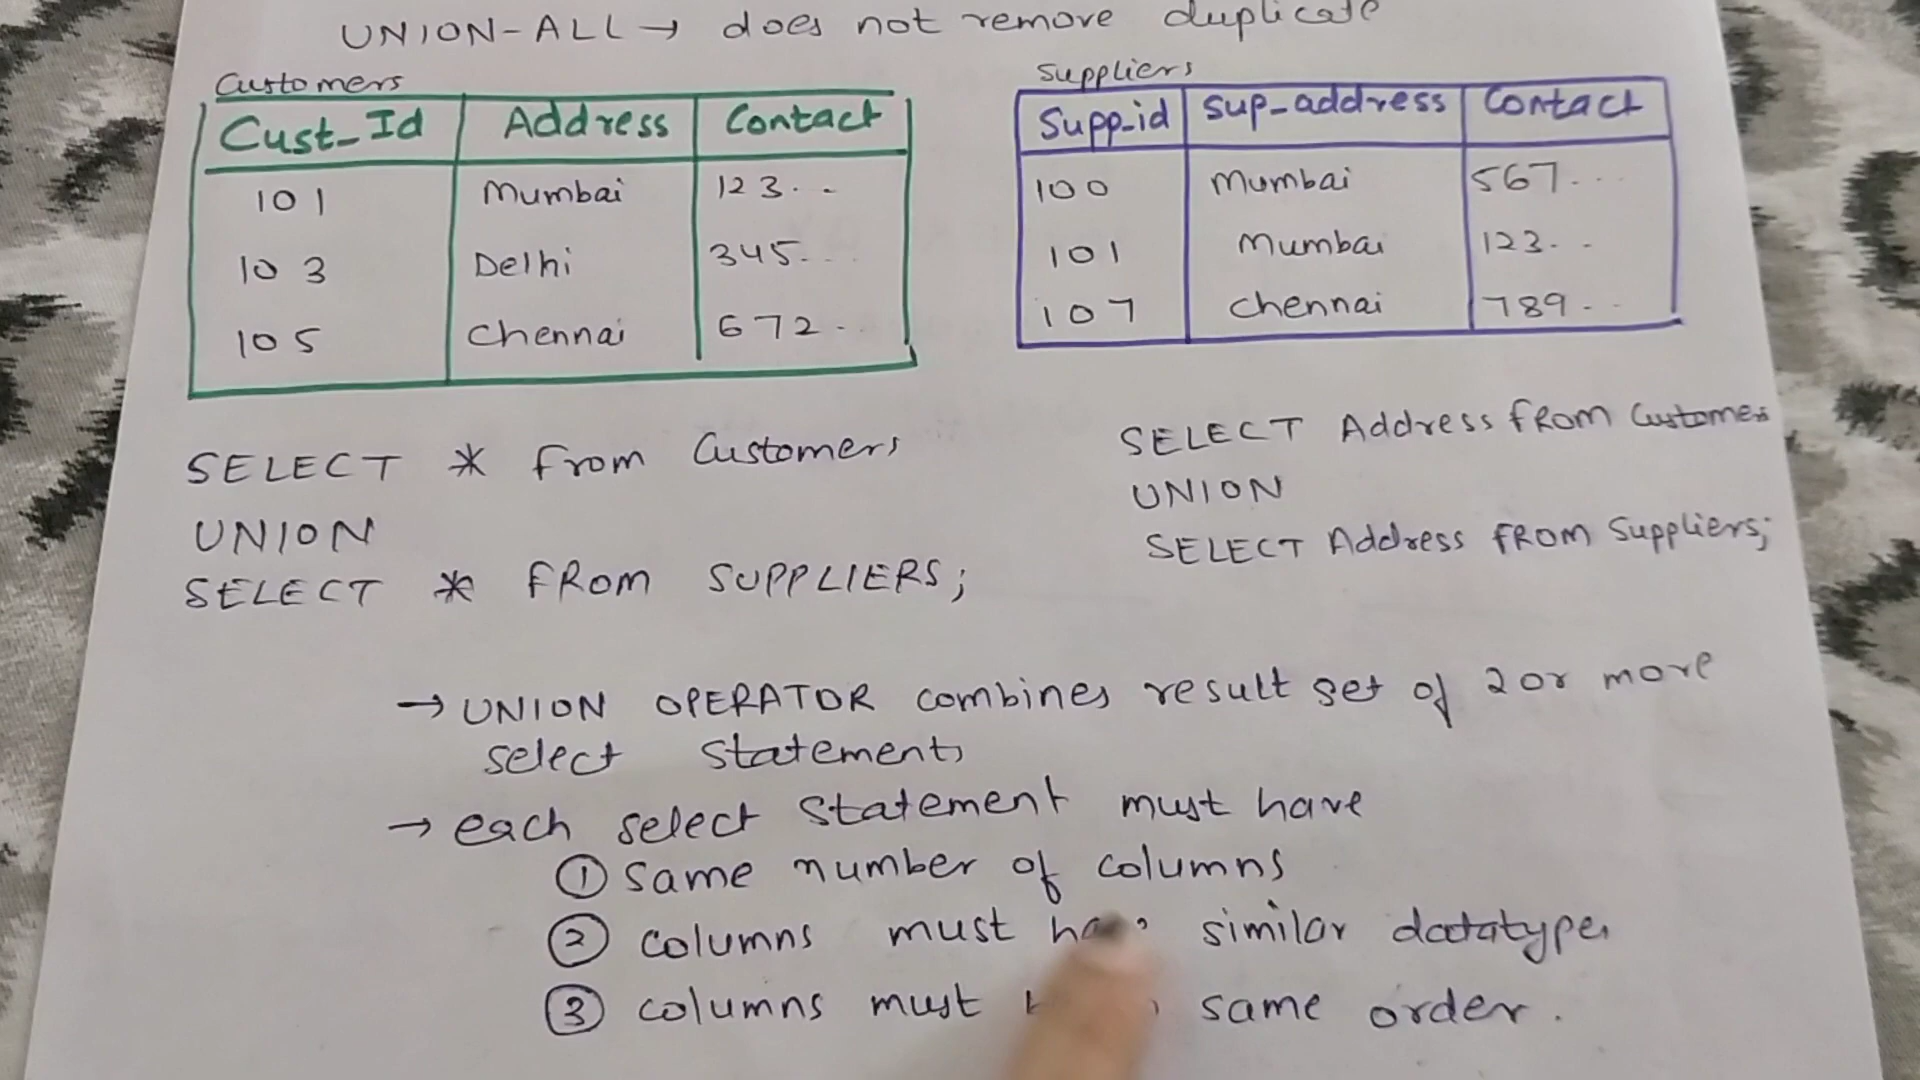 UNION-ALL → does not remove duplicate
Customers
Cust_Id Address Contact
101 Mumbai 123...
103 Delhi 345....
105 Chennai 672..
Suppliers
Supp_id sup_address Contact
100 Mumbai 567....
101 Mumbai 123...
107 Chennai 789...
SELECT * from Customers
UNION
SELECT * FROM SUPPLIERS;
SELECT Address FROM Customers
UNION
SELECT Address FROM Suppliers;
→ UNION OPERATOR combines result set of 2 or more
select statements
→ each select statement must have
① same number of columns
② columns must similar datatypes
③ columns must same order.